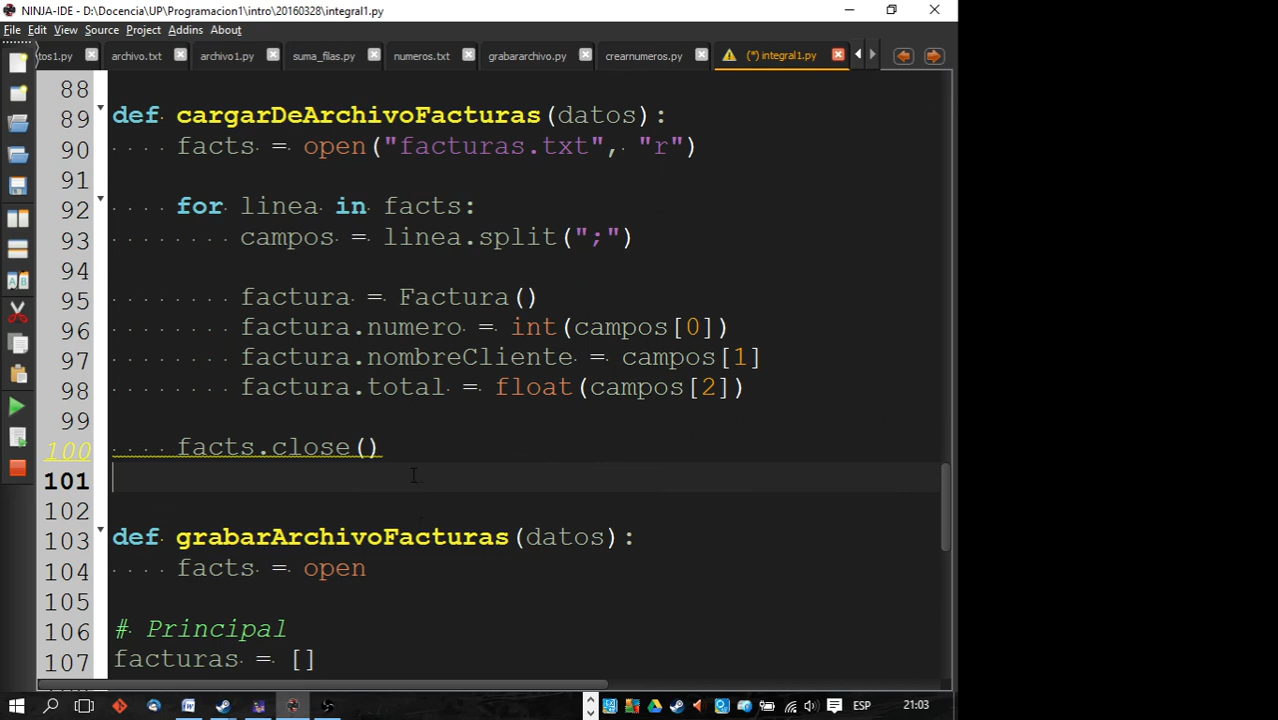 NINJA-IDE - D:\Docencia\UP\Programacion1\intro\20160328\integral1.py
File Edit View Source Project Addins About
tos1.py archivo.txt archivo1.py suma_filas.py numeros.txt grabararchivo.py crearnumeros.py (*) integral1.py
88
89 def cargarDeArchivoFacturas(datos):
90 facts = open("facturas.txt", "r")
91
92 for linea in facts:
93 campos = linea.split(";")
94
95 factura = Factura()
96 factura.numero = int(campos[0])
97 factura.nombreCliente = campos[1]
98 factura.total = float(campos[2])
99
100 facts.close()
101
102
103 def grabarArchivoFacturas(datos):
104 facts = open
105
106 # Principal
107 facturas = []
ESP 21:03